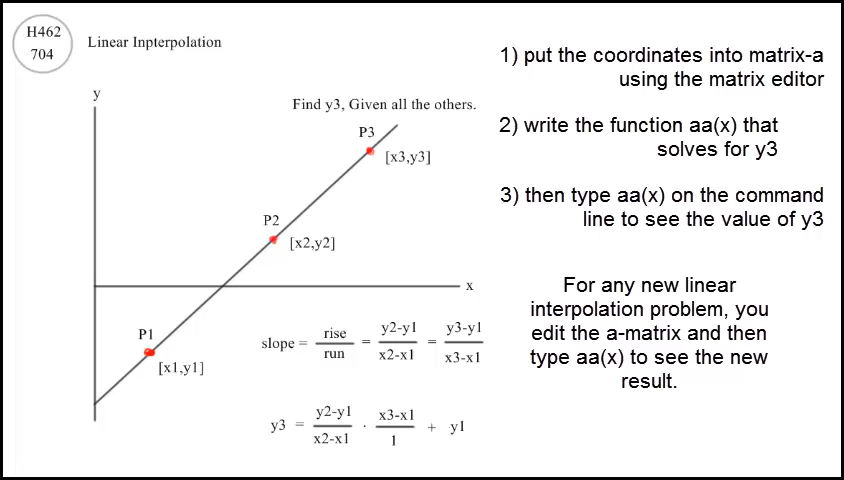 H462
704
Linear Inpterpolation
y
Find y3, Given all the others.
P3
[x3,y3]
P2
[x2,y2]
x
P1
[x1,y1]
slope = rise/run = y2-y1/x2-x1 = y3-y1/x3-x1
y3 = y2-y1/x2-x1 · x3-x1/1 + y1
1) put the coordinates into matrix-a
using the matrix editor
2) write the function aa(x) that
solves for y3
3) then type aa(x) on the command
line to see the value of y3
For any new linear
interpolation problem, you
edit the a-matrix and then
type aa(x) to see the new
result.